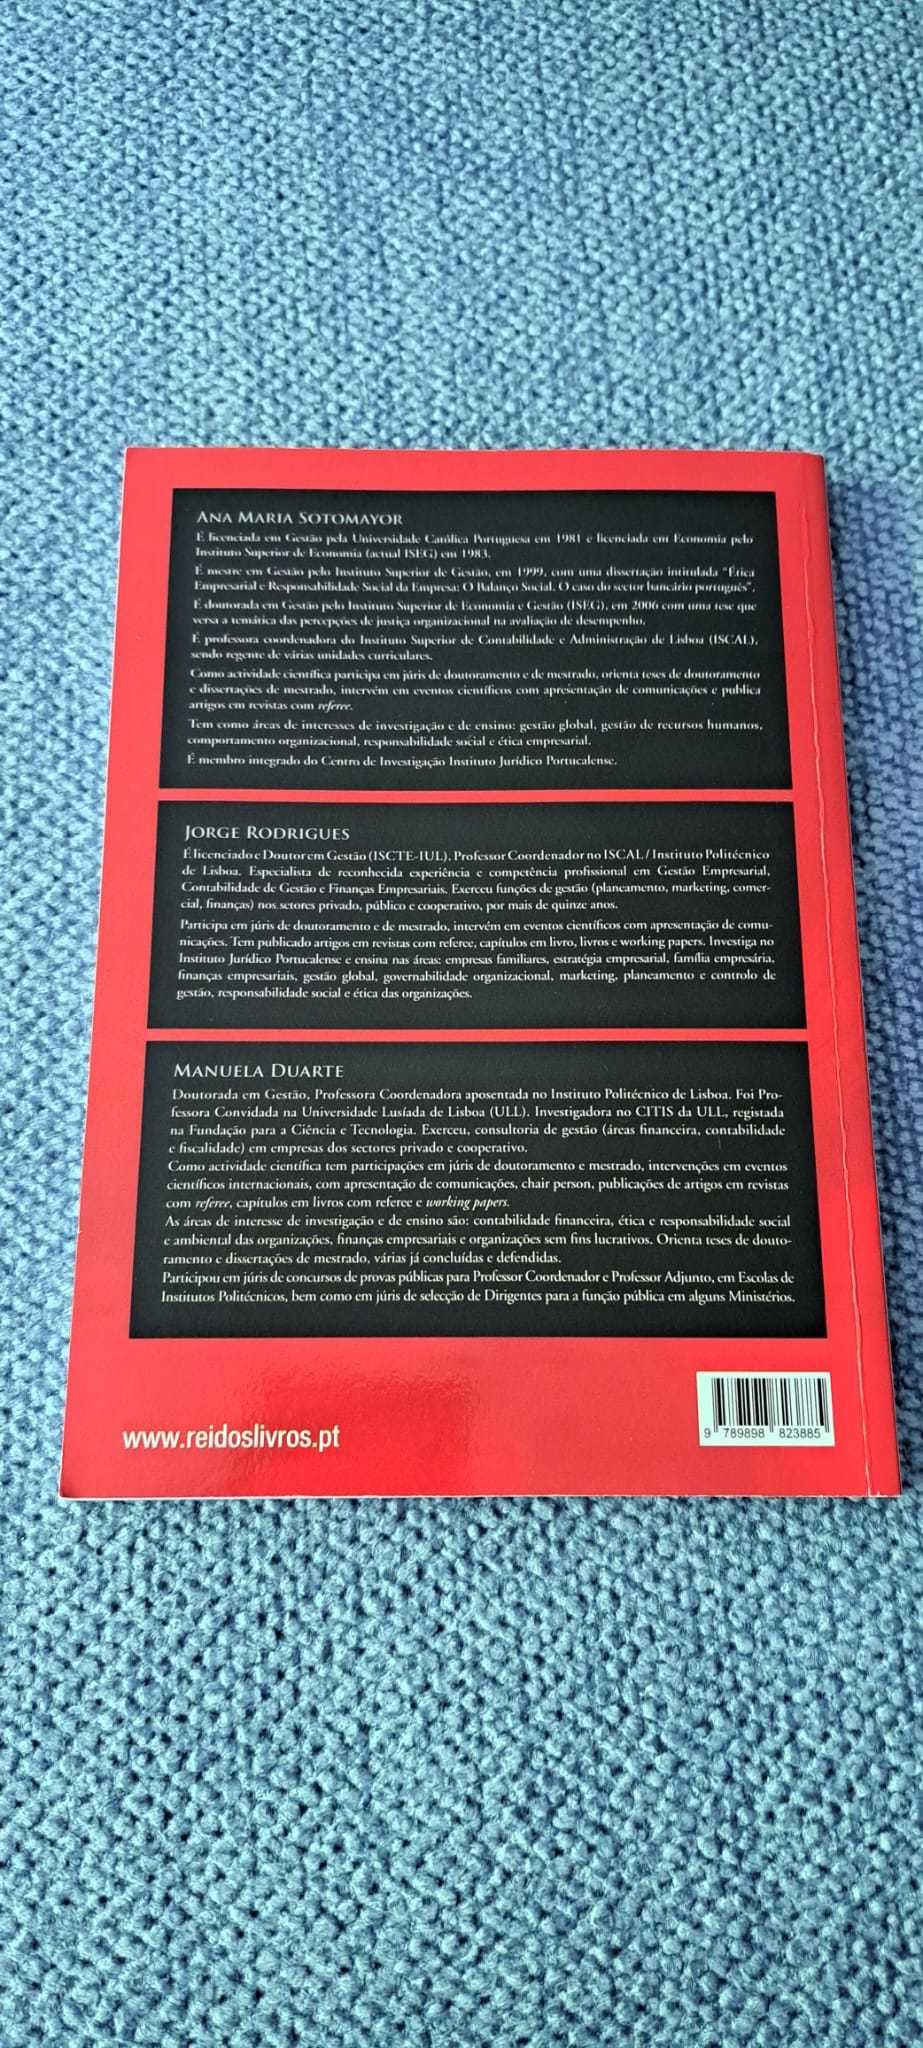 ANA MARIA SOTOMAYOR
É licenciada em Gestão pela Universidade Católica Portuguesa em 1981 e licenciada em Economia pelo
Instituto Superior de Economia (actual ISEG) em 1983.
É mestre em Gestão pelo Instituto Superior de Gestão, em 1999, com uma dissertação intitulada "Ética
Empresarial e Responsabilidade Social da Empresa: O Balanço Social. O caso do sector bancário português".
É doutorada em Gestão pelo Instituto Superior de Economia e Gestão (ISEG), em 2006 com uma tese que
versa a temática das percepções de justiça organizacional na avaliação de desempenho.
É professora coordenadora do Instituto Superior de Contabilidade e Administração de Lisboa (ISCAL),
sendo regente de várias unidades curriculares.
Como actividade científica participa em júris de doutoramento e de mestrado, orienta teses de doutoramento
e dissertações de mestrado, intervém em eventos científicos com apresentação de comunicações e publica
artigos em revistas com referee.
Tem como áreas de interesses de investigação e de ensino: gestão global, gestão de recursos humanos,
comportamento organizacional, responsabilidade social e ética empresarial.
É membro integrado do Centro de Investigação Instituto Jurídico Portucalense.
JORGE RODRIGUES
É licenciado e Doutor em Gestão (ISCTE-IUL). Professor Coordenador no ISCAL / Instituto Politécnico
de Lisboa. Especialista de reconhecida experiência e competência profissional em Gestão Empresarial,
Contabilidade de Gestão e Finanças Empresariais. Exerceu funções de gestão (planeamento, marketing, comer-
cial, finanças) nos setores privado, público e cooperativo, por mais de quinze anos.
Participa em júris de doutoramento e de mestrado, intervém em eventos científicos com apresentação de comu-
nicações. Tem publicado artigos em revistas com referee, capítulos em livro, livros e working papers. Investiga no
Instituto Jurídico Portucalense e ensina nas áreas: empresas familiares, estratégia empresarial, família empresária,
finanças empresariais, gestão global, governabilidade organizacional, marketing, planeamento e controlo de
gestão, responsabilidade social e ética das organizações.
MANUELA DUARTE
Doutorada em Gestão, Professora Coordenadora aposentada no Instituto Politécnico de Lisboa. Foi Pro-
fessora Convidada na Universidade Lusíada de Lisboa (ULL). Investigadora no CITIS da ULL, registada
na Fundação para a Ciência e Tecnologia. Exerceu, consultoria de gestão (áreas financeira, contabilidade
e fiscalidade) em empresas dos sectores privado e cooperativo.
Como actividade científica tem participações em júris de doutoramento e mestrado, intervenções em eventos
científicos internacionais, com apresentação de comunicações, chair person, publicações de artigos em revistas
com referee, capítulos em livros com referee e working papers.
As áreas de interesse de investigação e de ensino são: contabilidade financeira, ética e responsabilidade social
e ambiental das organizações, finanças empresariais e organizações sem fins lucrativos. Orienta teses de douto-
ramento e dissertações de mestrado, várias já concluídas e defendidas.
Participou em júris de concursos de provas públicas para Professor Coordenador e Professor Adjunto, em Escolas de
Institutos Politécnicos, bem como em júris de selecção de Dirigentes para a função pública em alguns Ministérios.
www.reidoslivros.pt
9 789898 823885